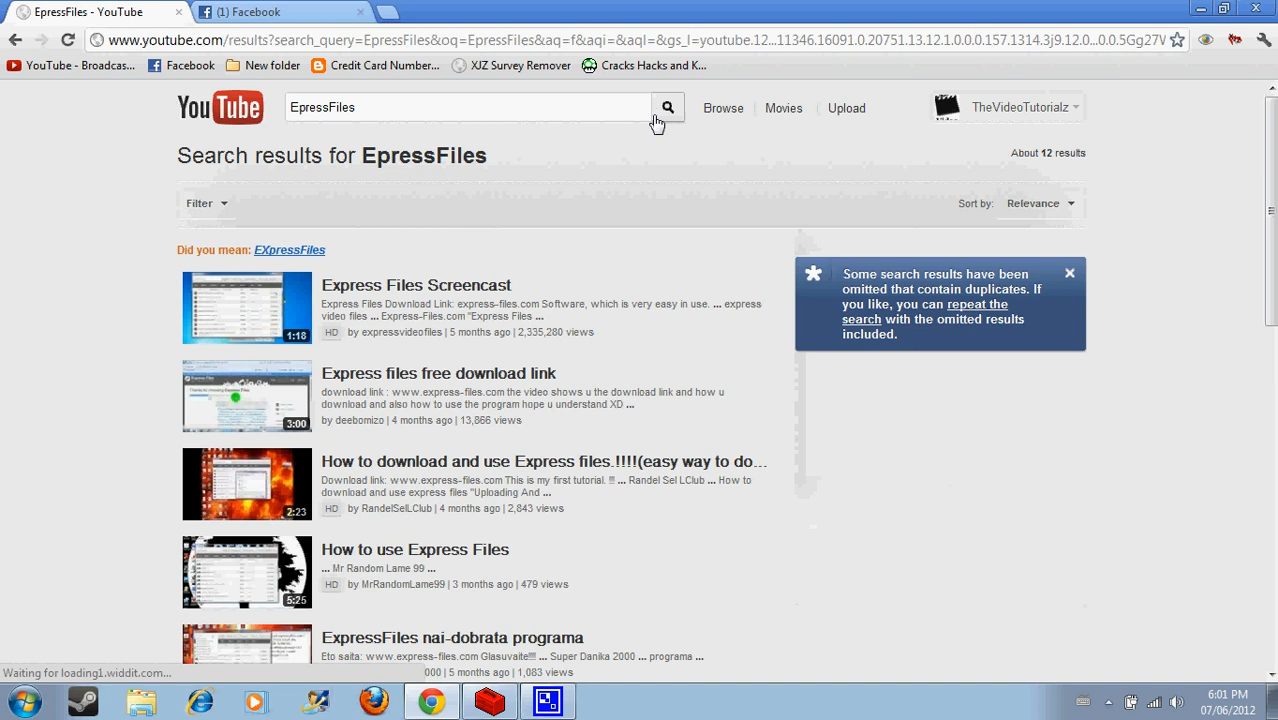 EpressFiles - YouTube
(1) Facebook
www.youtube.com/results?search_query=EpressFiles&oq=EpressFiles&aq=f&aqi=&aql=&gs_l=youtube.12...11346.16091.0.20751.13.12.1.0.0.0.157.1314.3j9.12.0...0.0.5Gg27V
YouTube - Broadcas...
Facebook
New folder
Credit Card Number...
XJZ Survey Remover
Cracks Hacks and K...
YouTube
EpressFiles
Browse
Movies
Upload
TheVideoTutorialz
Search results for EpressFiles
About 12 results
Filter
Sort by: Relevance
Did you mean: EXpressFiles
Some search results have been
omitted that contain duplicates. If
you like, you can repeat the
search with the omitted results
included.
1:18
Express Files Screencast
Express Files Download Link: express-files.com Software, which is very easy in use. ... express
video files ... Express-Files.com "Express Files ...
HD by expressvideofiles | 5 months ago | 2,335,280 views
3:00
Express files free download link
download link : www.express-files.com the video shows u the download link and how u
download and also how to use the program hope u understand XD ...
by deebomizo | 4 months ago | 13,866 views
2:23
How to download and use Express files.!!!!(easy way to do...
Download link: www.express-files.com This is my first tutorial. !!! ... Ranjel Sel LClub ... How to
download and use express files "Uploading And ...
HD by RandelSelLClub | 4 months ago | 2,843 views
5:25
How to use Express Files
... Mr Random Lane 99 ...
HD by MrRandomLane99 | 3 months ago | 479 views
ExpressFiles nai-dobrata programa
Eto saita: www.express-files.com Glasuvaite!!! ... Super Danika 2000 ... programa ...
000 | 5 months ago | 1,083 views
Waiting for loading1.widdit.com...
6:01 PM
07/06/2012